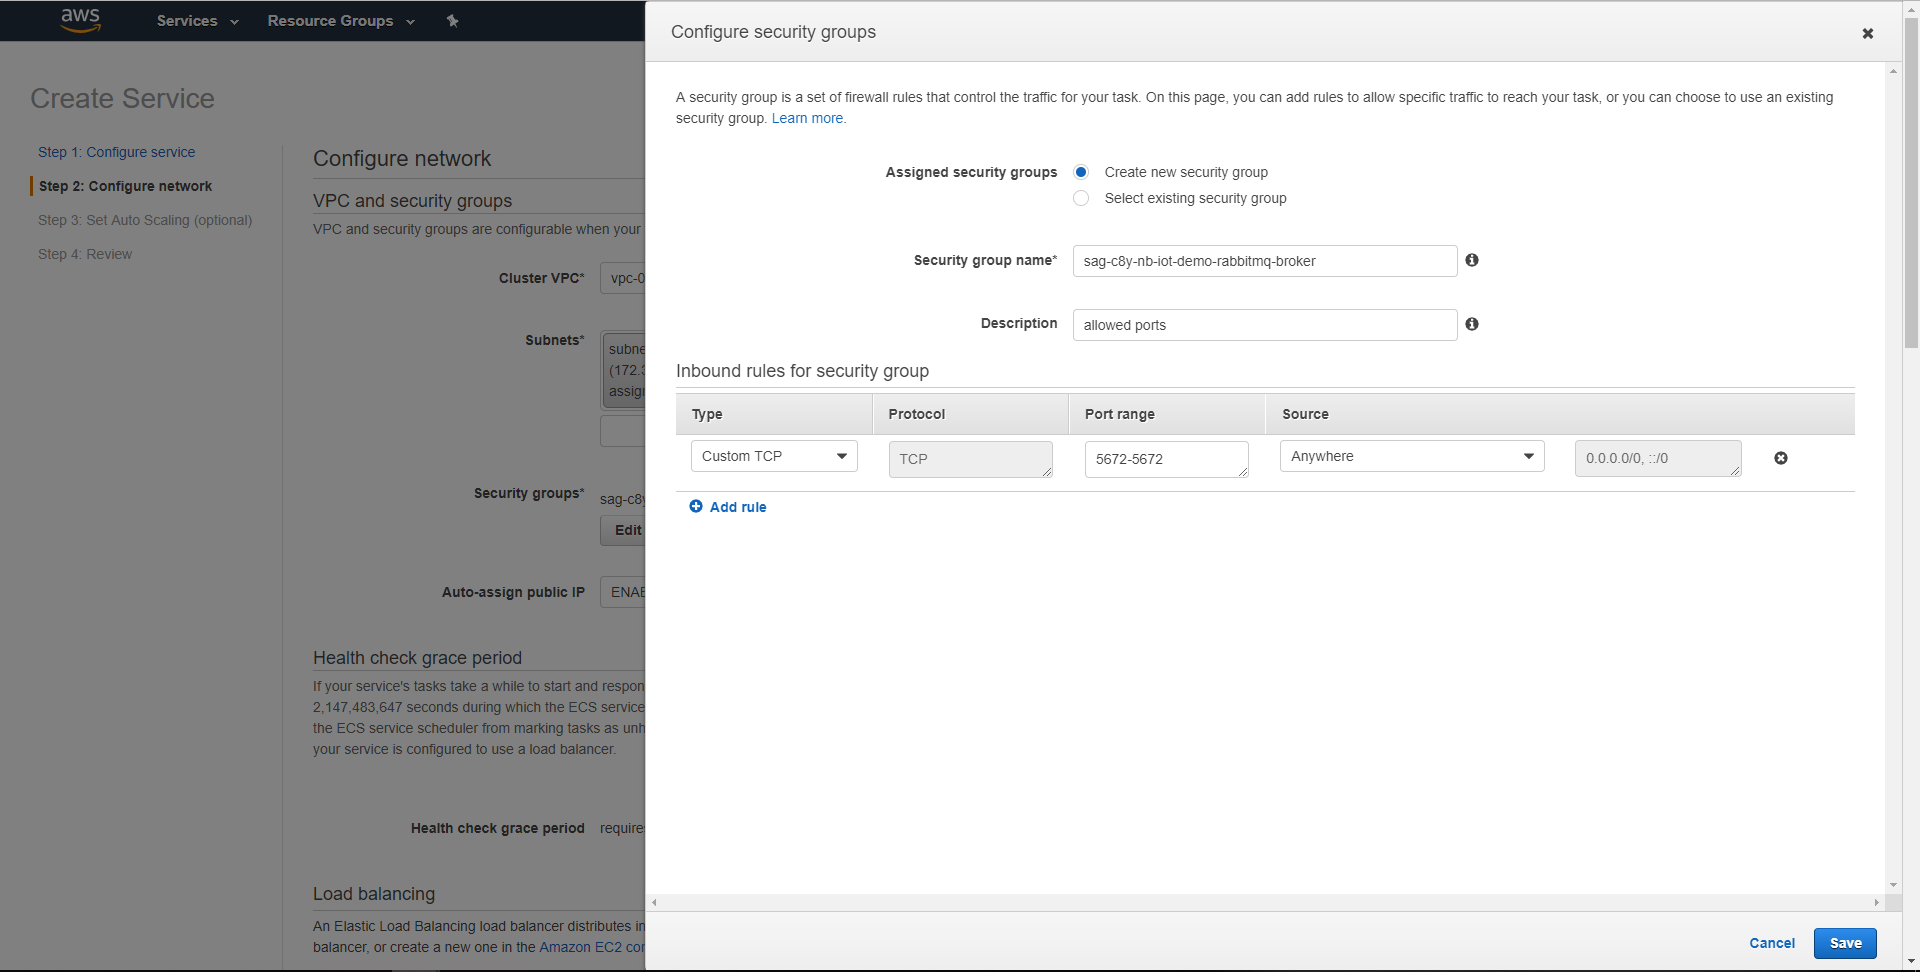 aws Services Resource Groups
Create Service
Step 1: Configure service
Step 2: Configure network
Step 3: Set Auto Scaling (optional)
Step 4: Review
Configure network
VPC and security groups
VPC and security groups are configurable when your
Cluster VPC* vpc-0
Subnets* subne
(172.3
assign
Security groups* sag-c8y
Edit
Auto-assign public IP ENAB
Health check grace period
If your service's tasks take a while to start and respon
2,147,483,647 seconds during which the ECS service
the ECS service scheduler from marking tasks as unh
your service is configured to use a load balancer.
Health check grace period require
Load balancing
An Elastic Load Balancing load balancer distributes in
balancer, or create a new one in the Amazon EC2 con
Configure security groups
A security group is a set of firewall rules that control the traffic for your task. On this page, you can add rules to allow specific traffic to reach your task, or you can choose to use an existing
security group. Learn more.
Assigned security groups Create new security group
Select existing security group
Security group name* sag-c8y-nb-iot-demo-rabbitmq-broker
Description allowed ports
Inbound rules for security group
Type Protocol Port range Source
Custom TCP TCP 5672-5672 Anywhere 0.0.0.0/0, ::/0
Add rule
Cancel Save